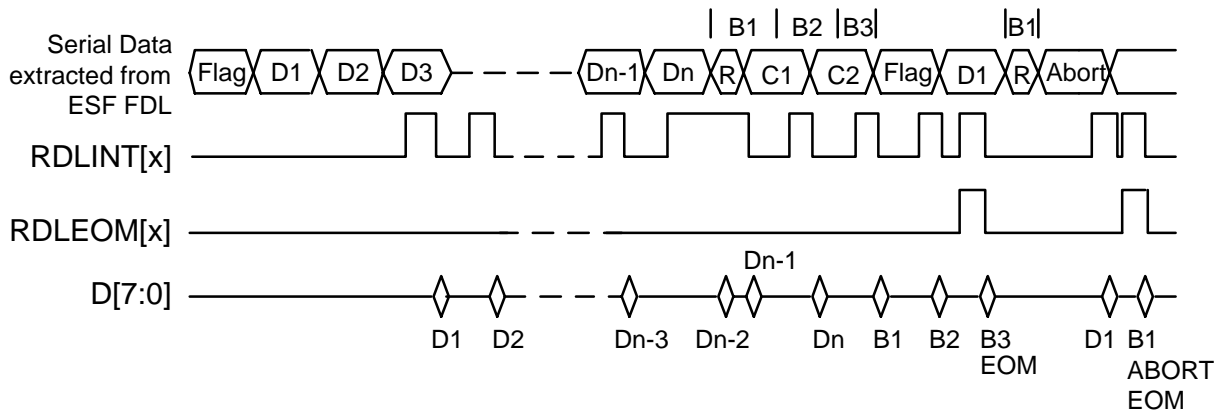 B1 B2 B3 B1
Serial Data
extracted from
ESF FDL
Flag D1 D2 D3 Dn-1 Dn R C1 C2 Flag D1 R Abort
RDLINT[x]
RDLEOM[x]
Dn-1
D[7:0]
D1 D2 Dn-3 Dn-2 Dn B1 B2 B3 D1 B1
EOM ABORT
EOM